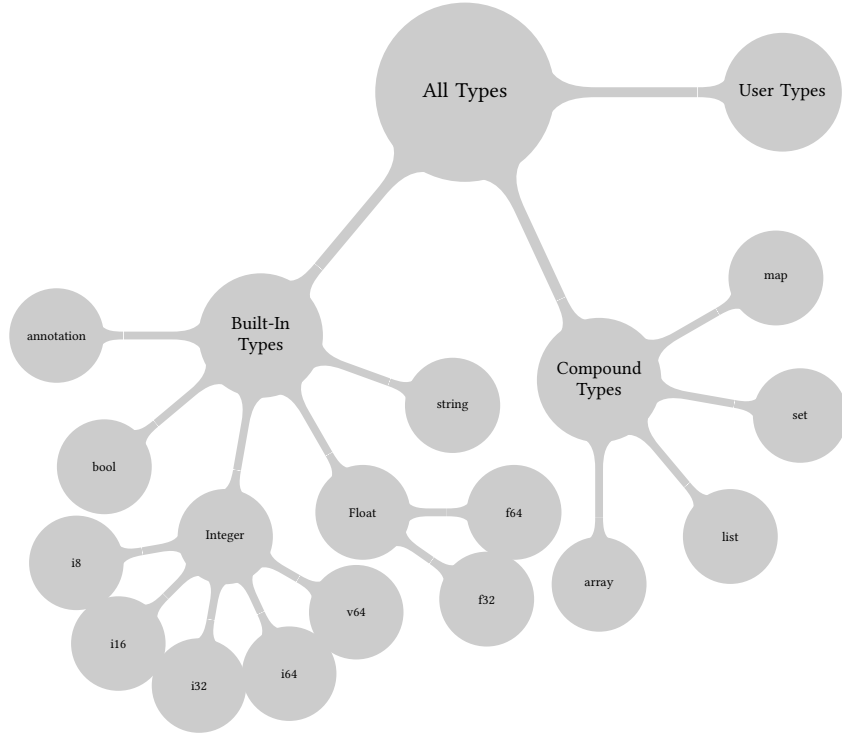 All Types
User Types
map
Built-In
Types
annotation
Compound
Types
string
set
bool
Float
f64
Integer
list
i8
array
f32
v64
i16
i64
i32